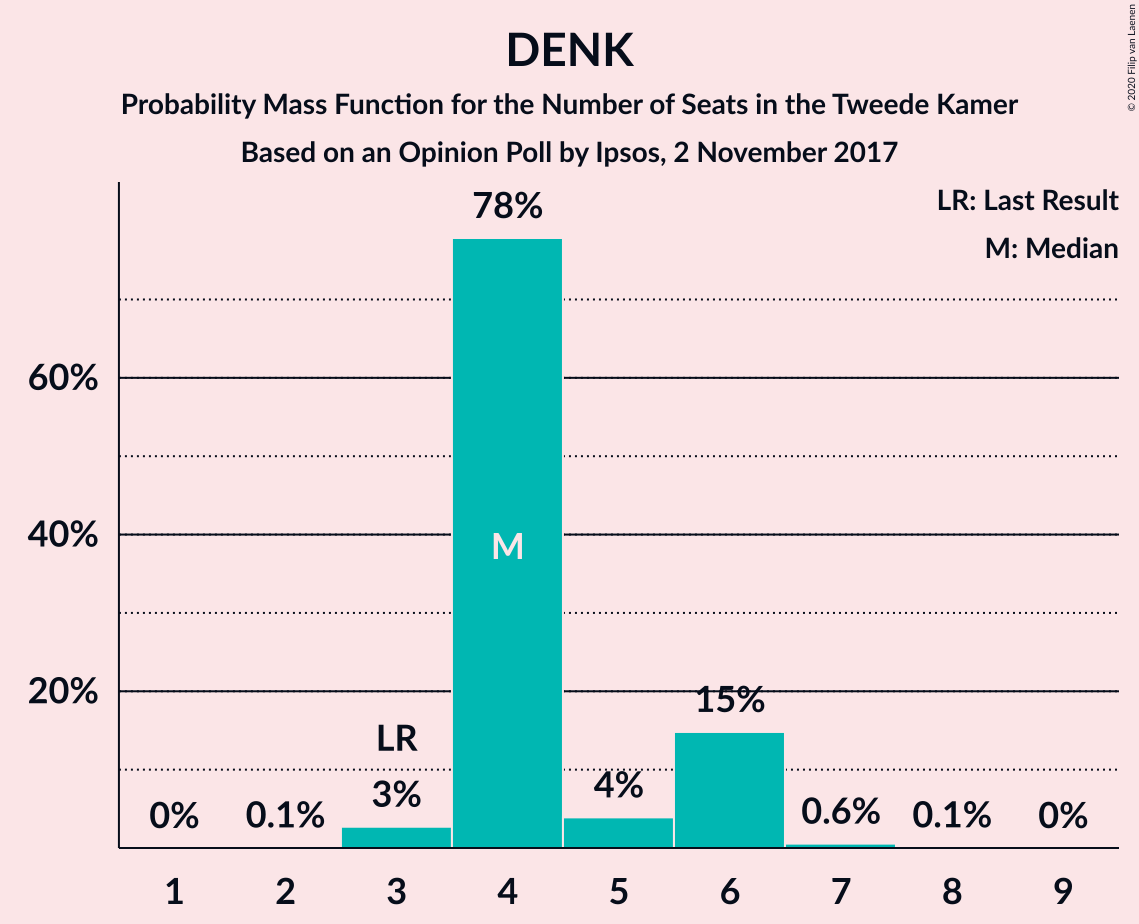 DENK
Probability Mass Function for the Number of Seats in the Tweede Kamer
Based on an Opinion Poll by Ipsos, 2 November 2017
© 2020 Filip van Laenen
LR: Last Result
M: Median
78%
60%
40%
20%
M
LR
0%
0.1%
3%
4%
15%
0.6%
0.1%
0%
1 2 3 4 5 6 7 8 9